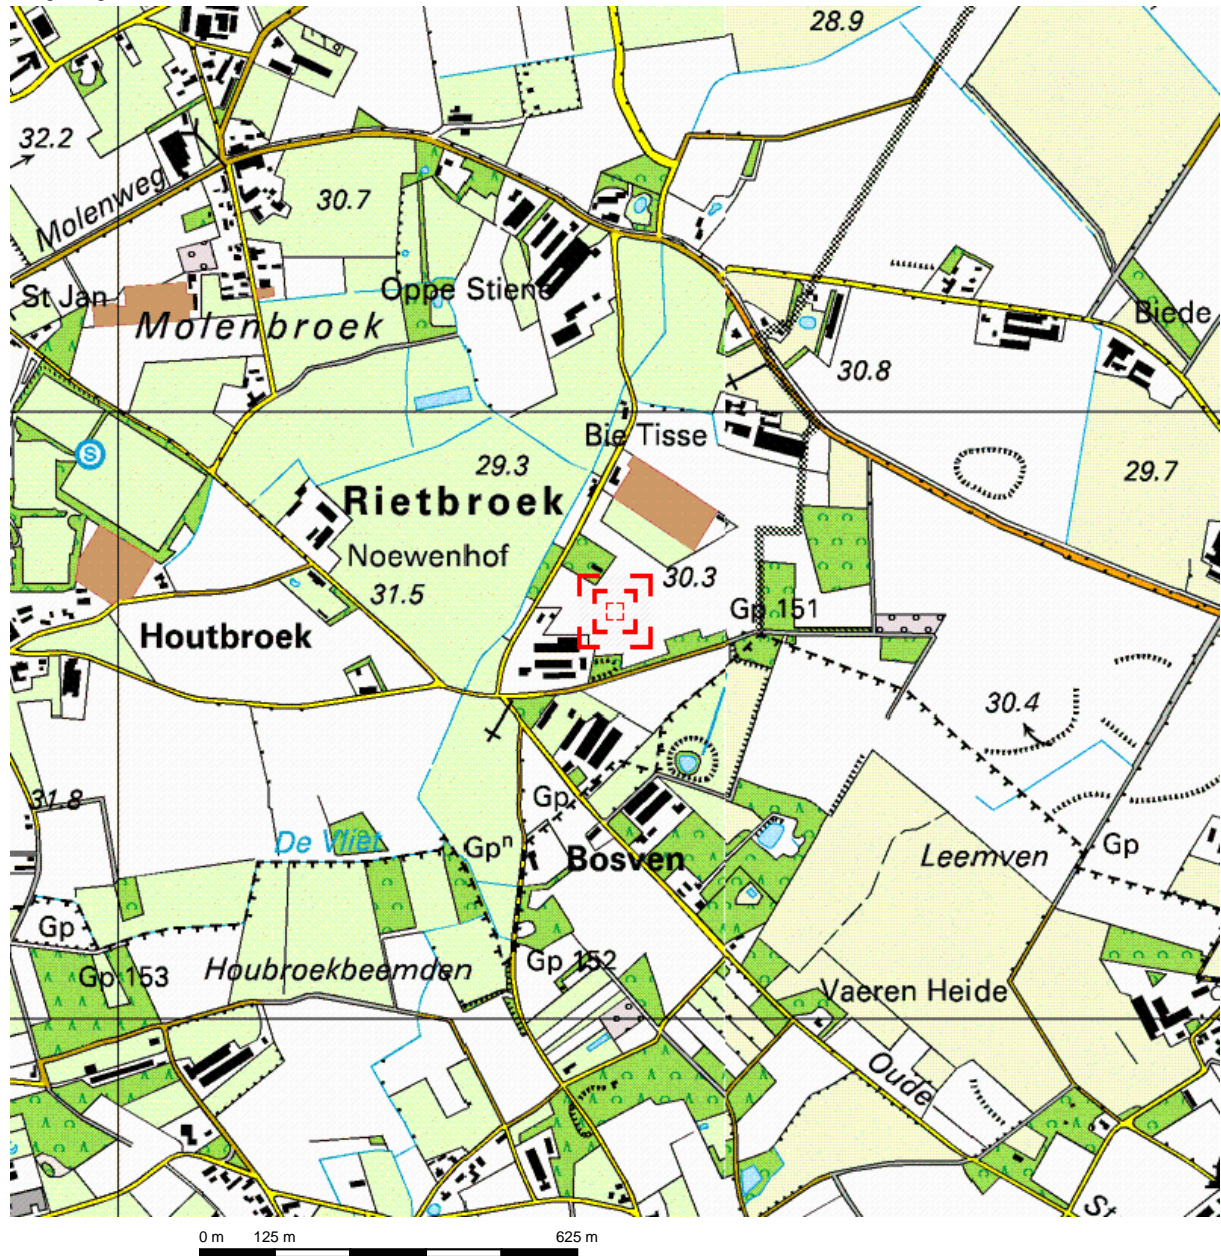 28.9
32.2
Molenweg
30.7
St Jan
Oppe Stiene
Molenbroek
Biede
30.8
Bie Tisse
S
29.3
29.7
Rietbroek
Noewenhof
31.5
30.3
Gp 151
Houtbroek
30.4
31.8
Gp
De Vliet
Gpⁿ
Bosven
Leemven
Gp
Gp
Gp 153
Houbroekbeemden
Gp 152
Vaeren Heide
Oude
St
0 m 125 m 625 m